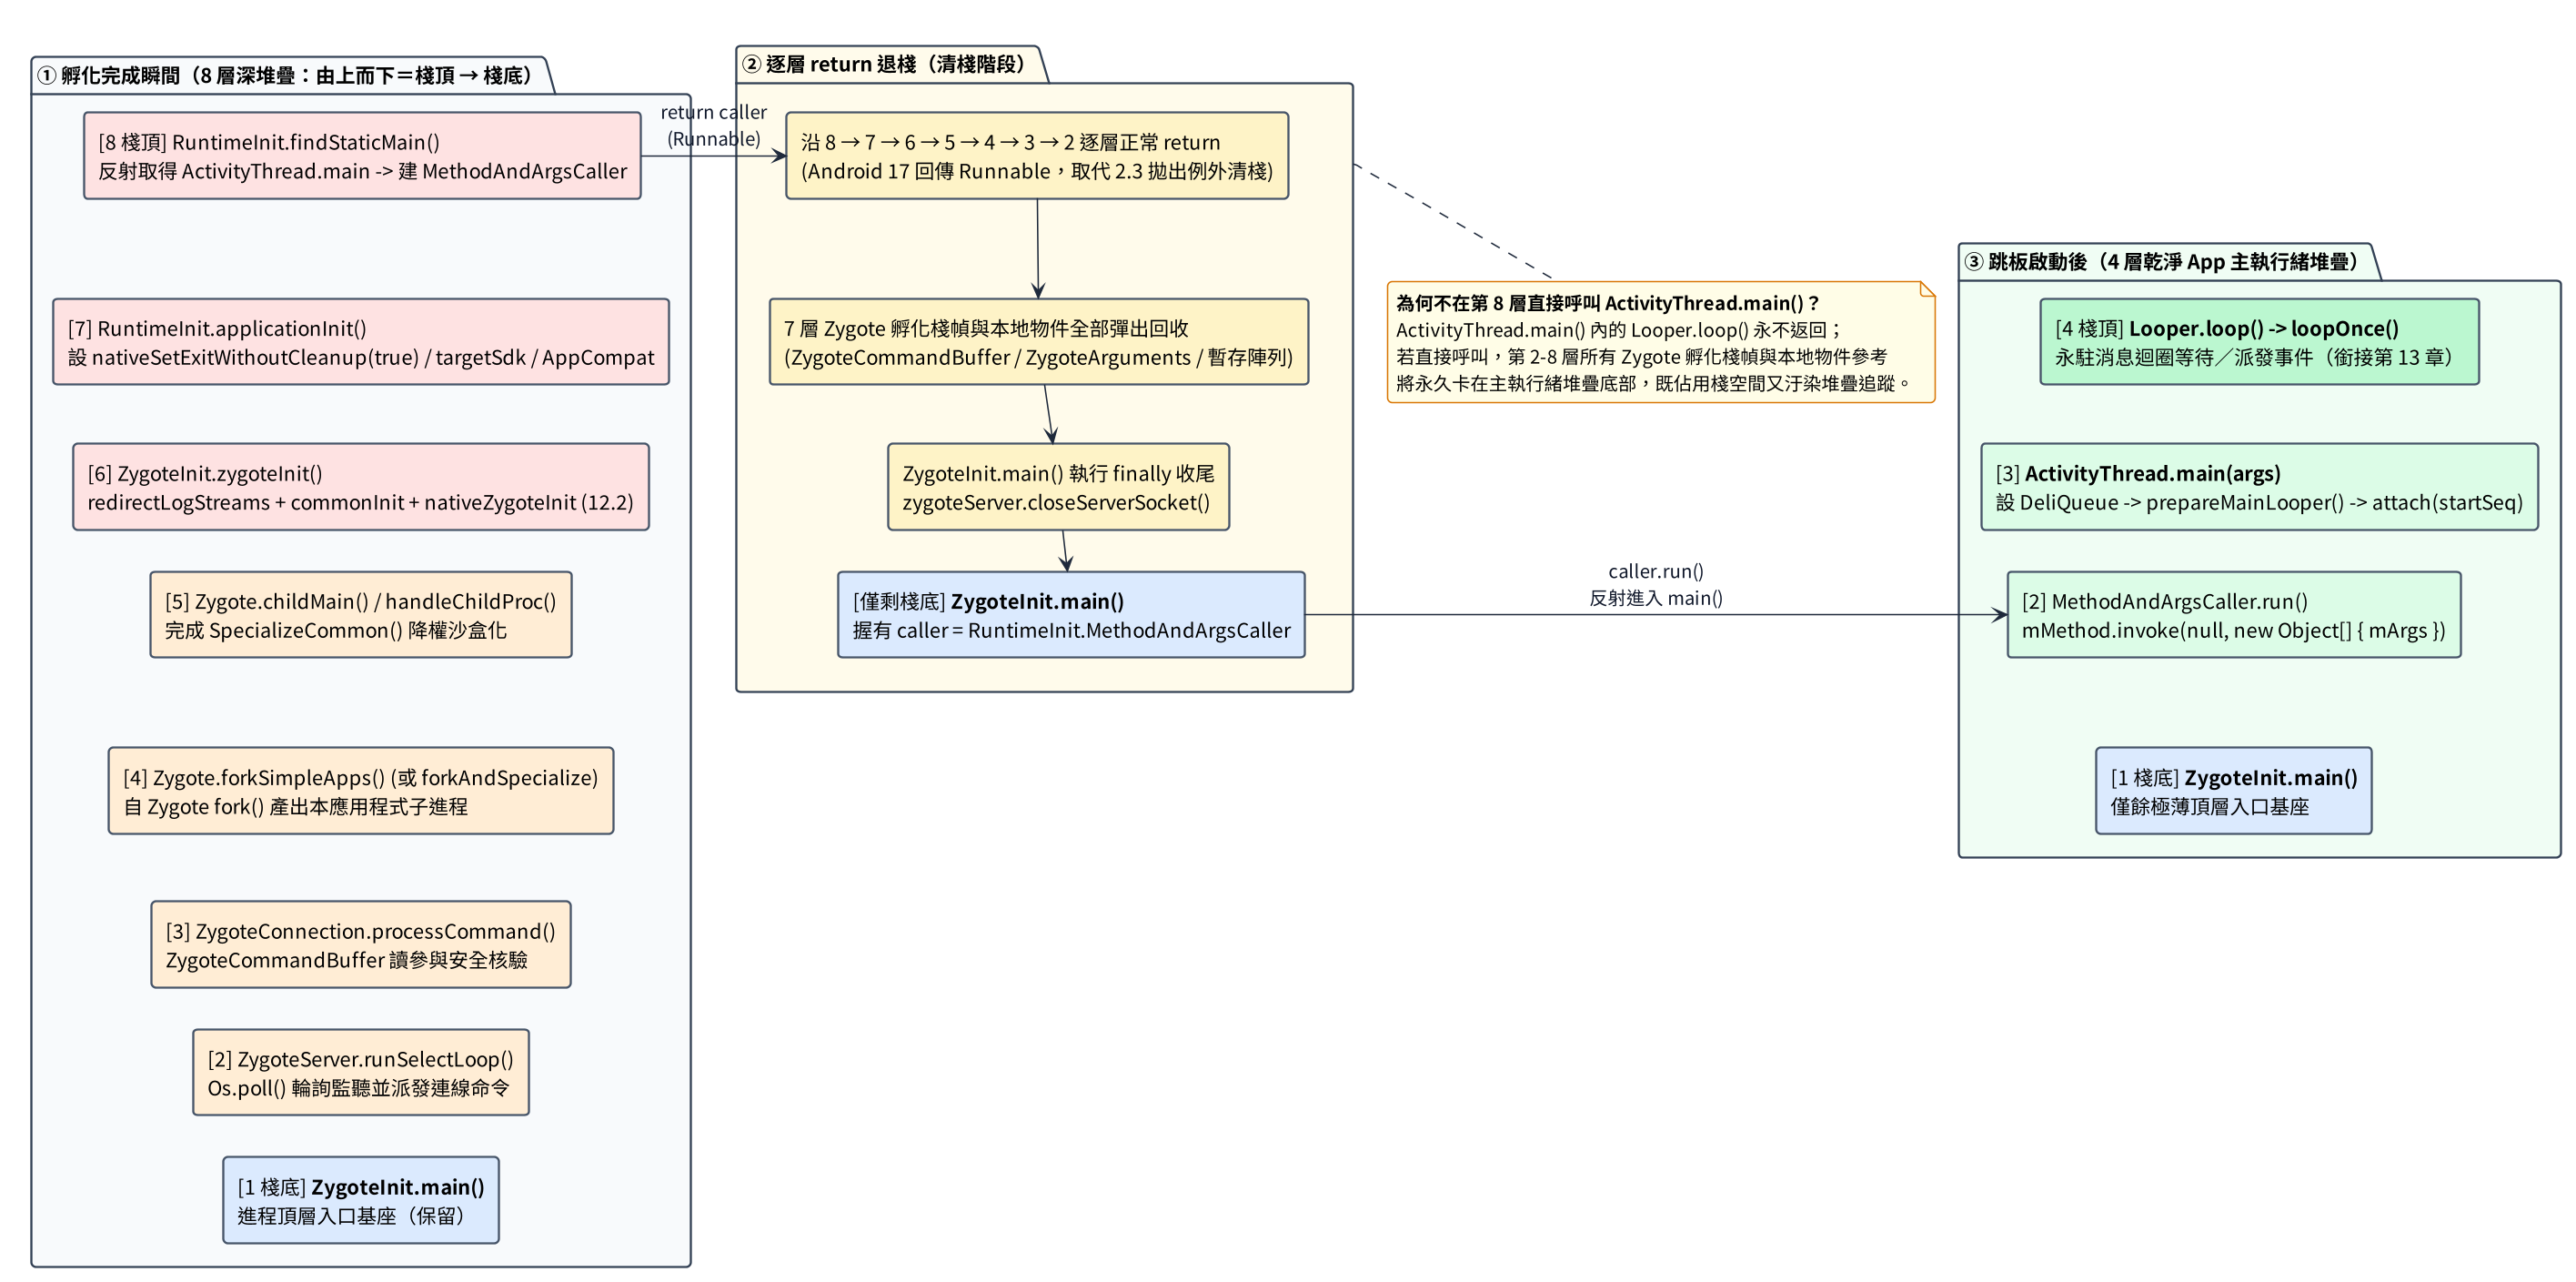 ① 孵化完成瞬間（8 層深堆疊：由上而下＝棧頂 → 棧底）
[8 棧頂] RuntimeInit.findStaticMain()
反射取得 ActivityThread.main -> 建 MethodAndArgsCaller
[7] RuntimeInit.applicationInit()
設 nativeSetExitWithoutCleanup(true) / targetSdk / AppCompat
[6] ZygoteInit.zygoteInit()
redirectLogStreams + commonInit + nativeZygoteInit (12.2)
[5] Zygote.childMain() / handleChildProc()
完成 SpecializeCommon() 降權沙盒化
[4] Zygote.forkSimpleApps() (或 forkAndSpecialize)
自 Zygote fork() 產出本應用程式子進程
[3] ZygoteConnection.processCommand()
ZygoteCommandBuffer 讀參與安全核驗
[2] ZygoteServer.runSelectLoop()
Os.poll() 輪詢監聽並派發連線命令
[1 棧底] ZygoteInit.main()
進程頂層入口基座（保留）
return caller
(Runnable)
② 逐層 return 退棧（清棧階段）
沿 8 → 7 → 6 → 5 → 4 → 3 → 2 逐層正常 return
(Android 17 回傳 Runnable，取代 2.3 拋出例外清棧)
7 層 Zygote 孵化棧幀與本地物件全部彈出回收
(ZygoteCommandBuffer / ZygoteArguments / 暫存陣列)
ZygoteInit.main() 執行 finally 收尾
zygoteServer.closeServerSocket()
[僅剩棧底] ZygoteInit.main()
握有 caller = RuntimeInit.MethodAndArgsCaller
為何不在第 8 層直接呼叫 ActivityThread.main()？
ActivityThread.main() 內的 Looper.loop() 永不返回；
若直接呼叫，第 2-8 層所有 Zygote 孵化棧幀與本地物件參考
將永久卡在主執行緒堆疊底部，既佔用棧空間又汙染堆疊追蹤。
caller.run()
反射進入 main()
③ 跳板啟動後（4 層乾淨 App 主執行緒堆疊）
[4 棧頂] Looper.loop() -> loopOnce()
永駐消息迴圈等待／派發事件（銜接第 13 章）
[3] ActivityThread.main(args)
設 DeliQueue -> prepareMainLooper() -> attach(startSeq)
[2] MethodAndArgsCaller.run()
mMethod.invoke(null, new Object[] { mArgs })
[1 棧底] ZygoteInit.main()
僅餘極薄頂層入口基座